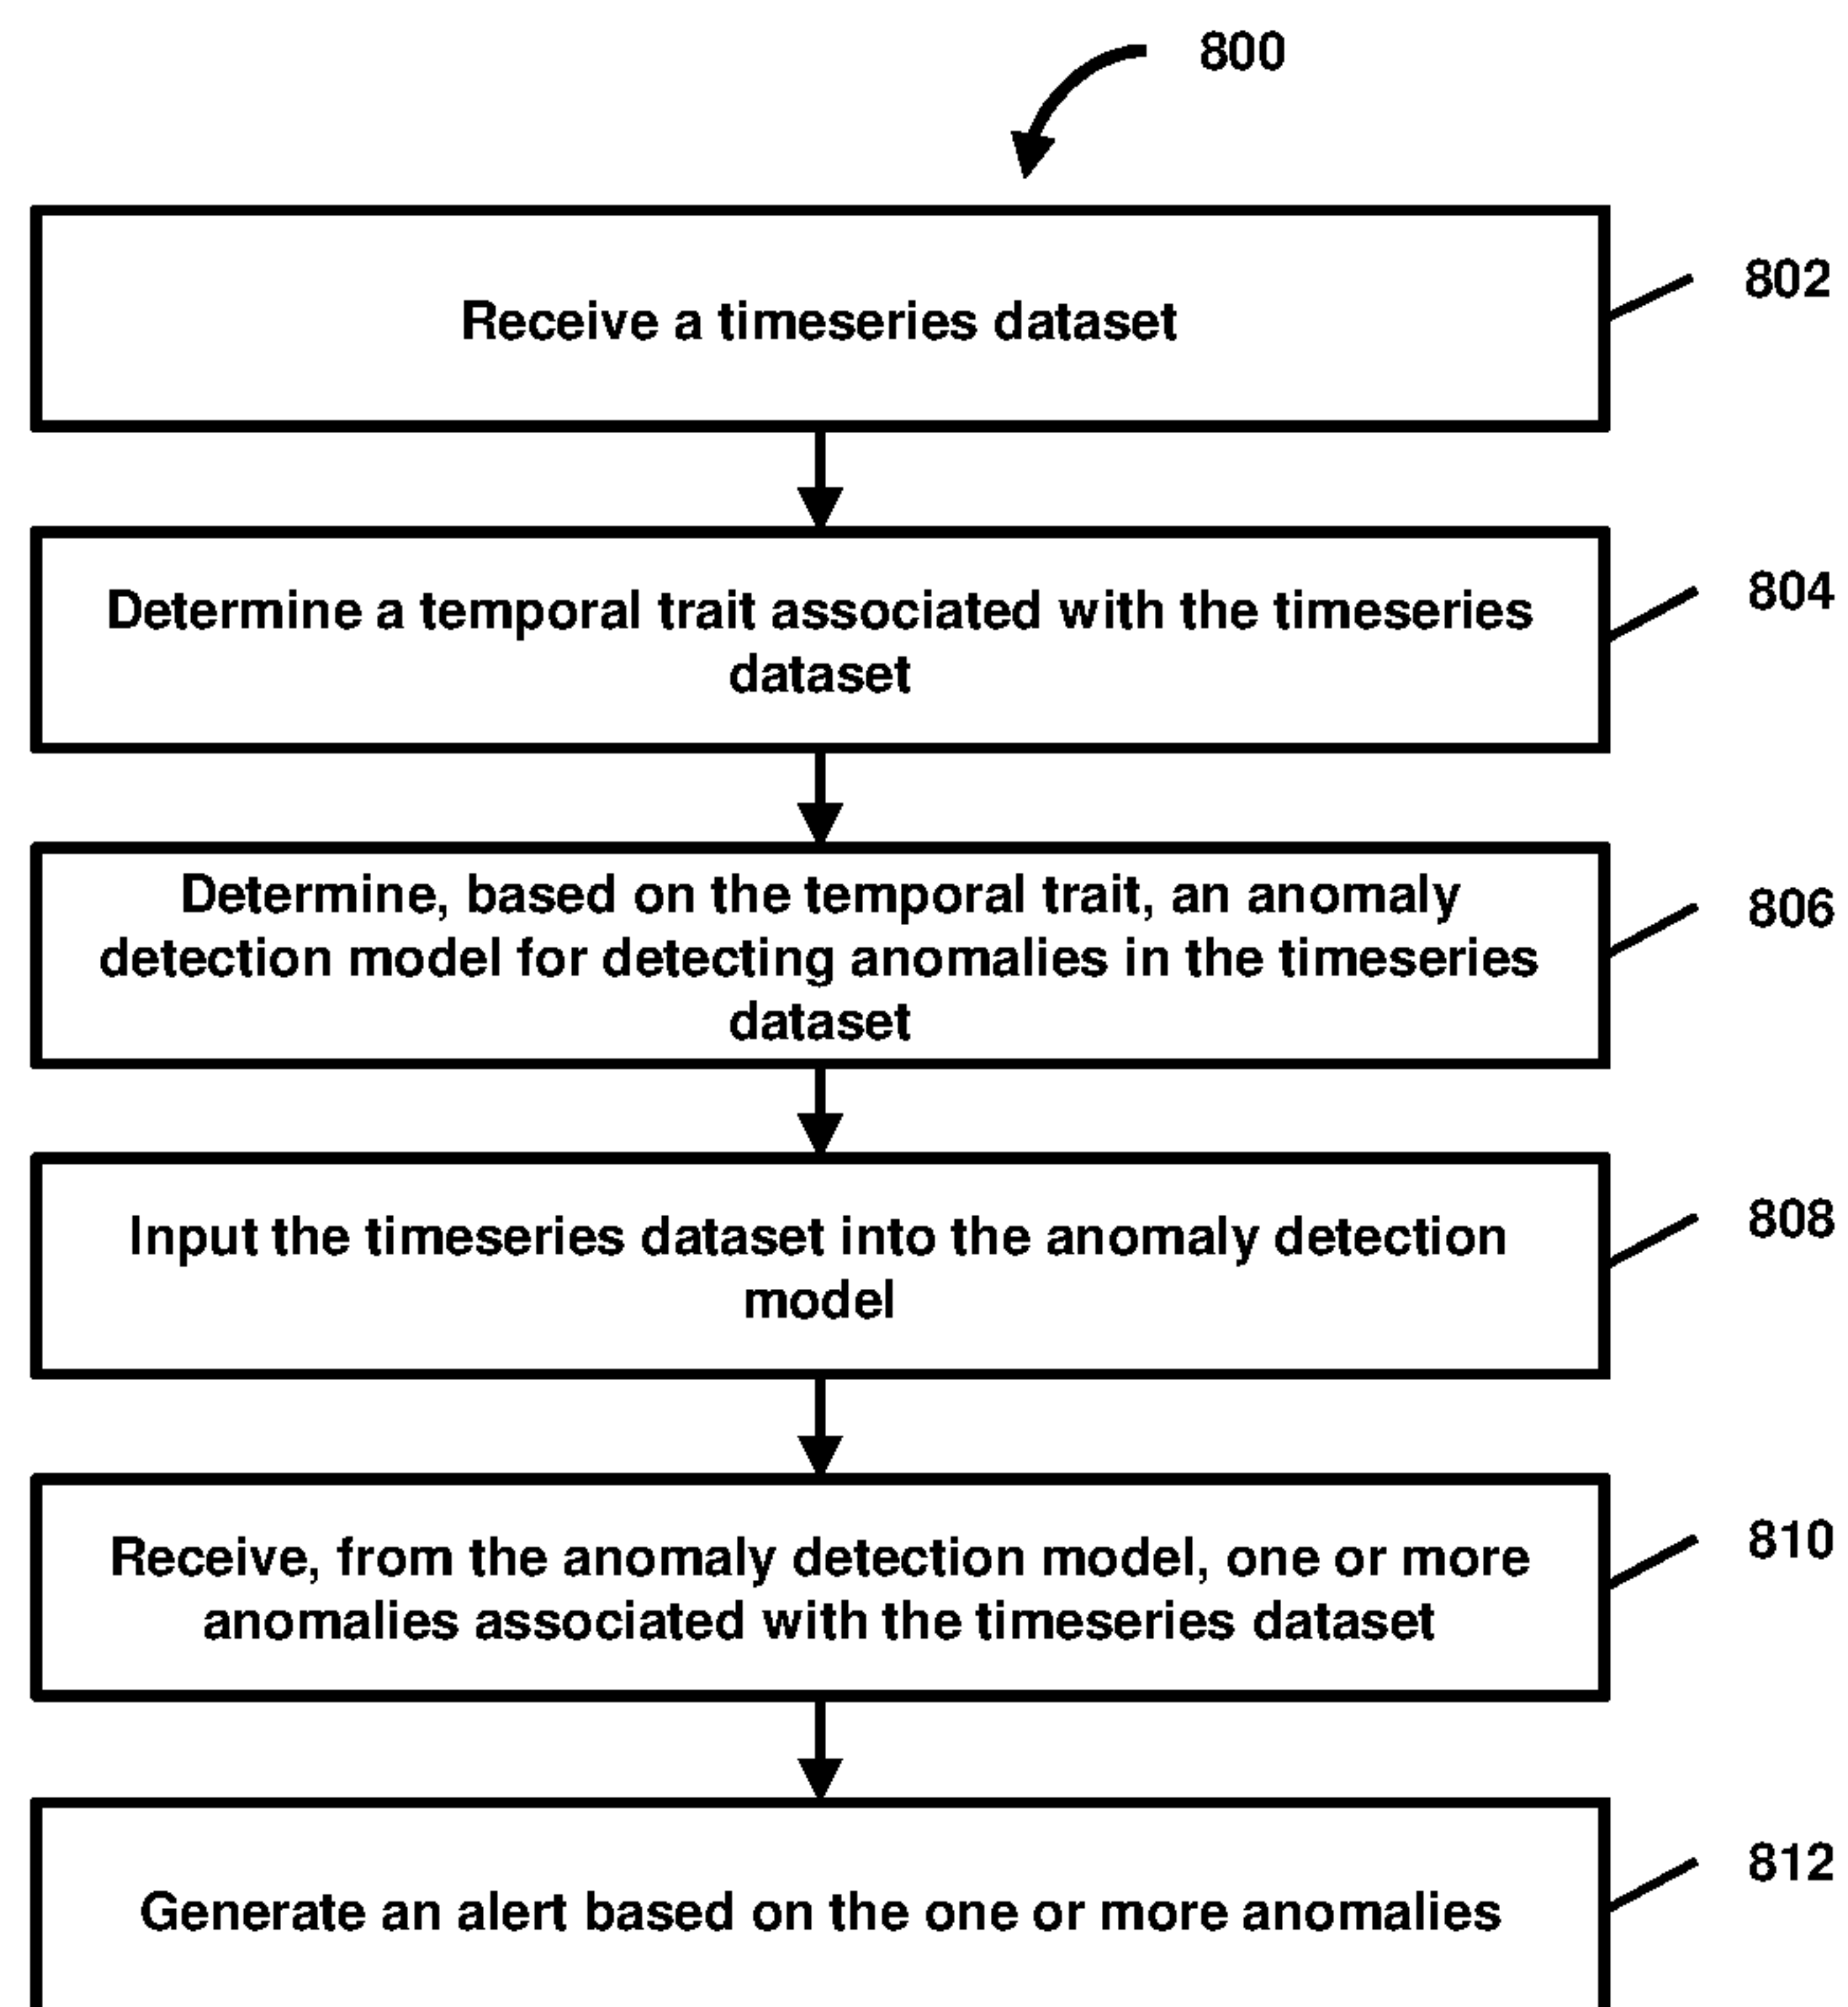 800
Receive a timeseries dataset
802
Determine a temporal trait associated with the timeseries
dataset
804
Determine, based on the temporal trait, an anomaly
detection model for detecting anomalies in the timeseries
dataset
806
Input the timeseries dataset into the anomaly detection
model
808
Receive, from the anomaly detection model, one or more
anomalies associated with the timeseries dataset
810
Generate an alert based on the one or more anomalies
812